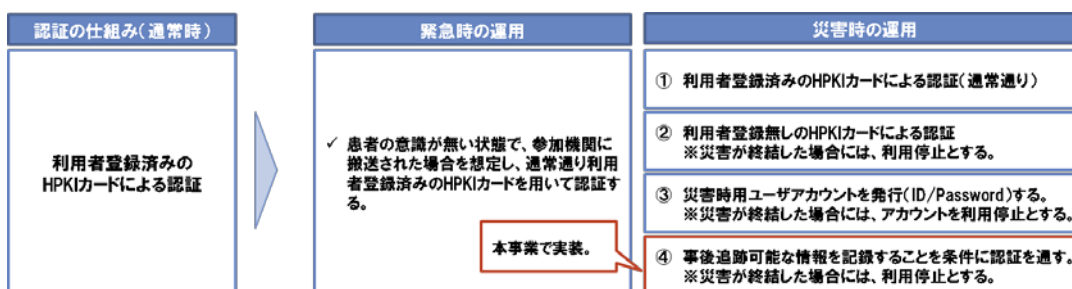 認証の仕組み(通常時)
利用者登録済みの
HPKIカードによる認証
緊急時の運用
✓ 患者の意識が無い状態で、参加機関に
搬送された場合を想定し、通常通り利用
者登録済みのHPKIカードを用いて認証す
る。
本事業で実装。
災害時の運用
① 利用者登録済みのHPKIカードによる認証(通常通り)
② 利用者登録無しのHPKIカードによる認証
※災害が終結した場合には、利用停止とする。
③ 災害時用ユーザアカウントを発行(ID/Password)する。
※災害が終結した場合には、アカウントを利用停止とする。
④ 事後追跡可能な情報を記録することを条件に認証を通す。
※災害が終結した場合には、利用停止とする。